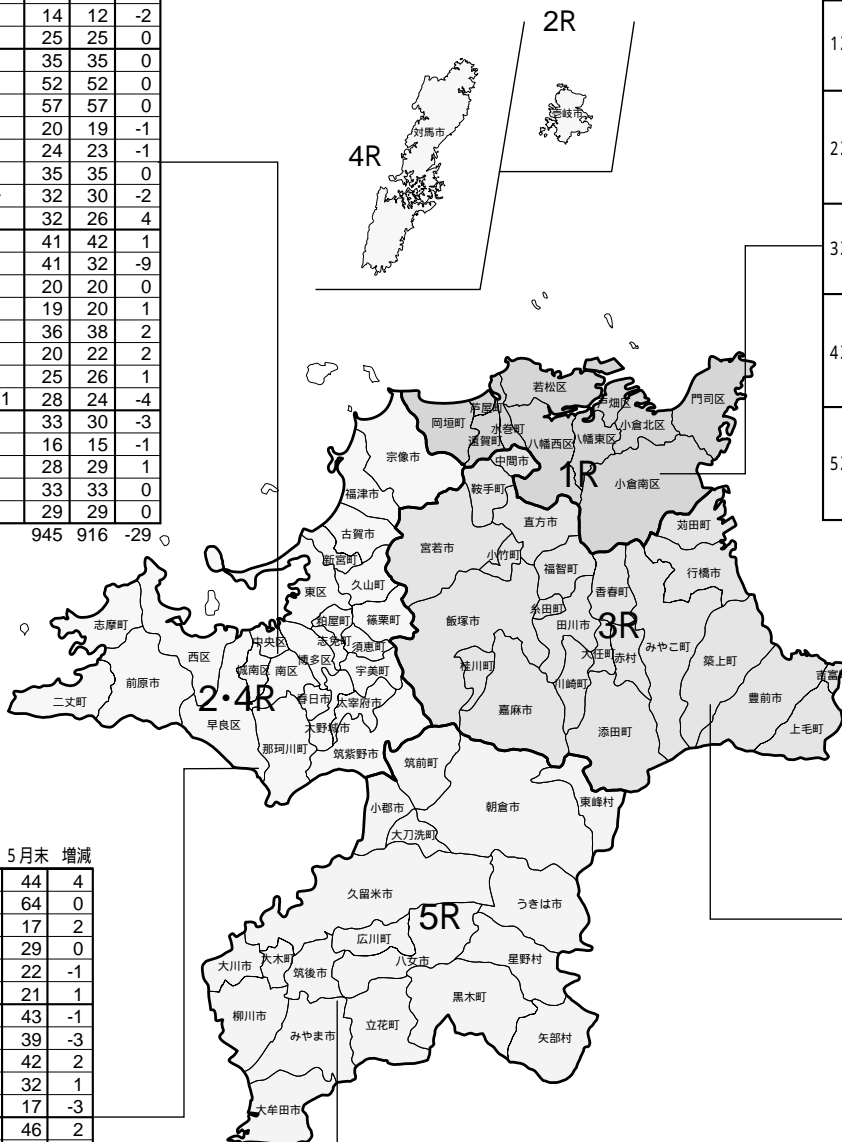 14 12 -2
25 25 0
35 35 0
52 52 0
57 57 0
20 19 -1
24 23 -1
35 35 0
32 30 -2
32 26 4
41 42 1
41 32 -9
20 20 0
19 20 1
36 38 2
20 22 2
25 26 1
1 28 24 -4
33 30 -3
16 15 -1
28 29 1
33 33 0
29 29 0
945 916 -29
2R
壱岐市
対馬市
4R
1
2
3
4
5
若松区
門司区
芦屋町
戸畑区
岡垣町
水巻町
小倉北区
遠賀町
八幡西区
八幡東区
中間市
1R
小倉南区
宗像市
鞍手町
福津市
直方市
苅田町
古賀市
宮若市
小竹町
新宮町
福智町
行橋市
東区
久山町
香春町
糸田町
粕屋町
篠栗町
飯塚市
田川市
3R
志摩町
中央区
志免町
須恵町
みやこ町
西区
博多区
大任町
赤村
築上町
城南区
南区
宇美町
桂川町
吉富
前原市
2・4R
春日市
太宰府市
川崎町
二丈町
豊前市
早良区
大野城市
嘉麻市
添田町
上毛町
那珂川町
筑紫野市
筑前町
小郡市
朝倉市
東峰村
大刀洗町
5月末 増減
44 4
64 0
17 2
29 0
22 -1
21 1
43 -1
39 -3
42 2
32 1
17 -3
46 2
久留米市
うきは市
5R
広川町
大川市
大木町
筑後市
八女市
星野村
柳川市
黒木町
立花町
みやま市
矢部村
大牟田市